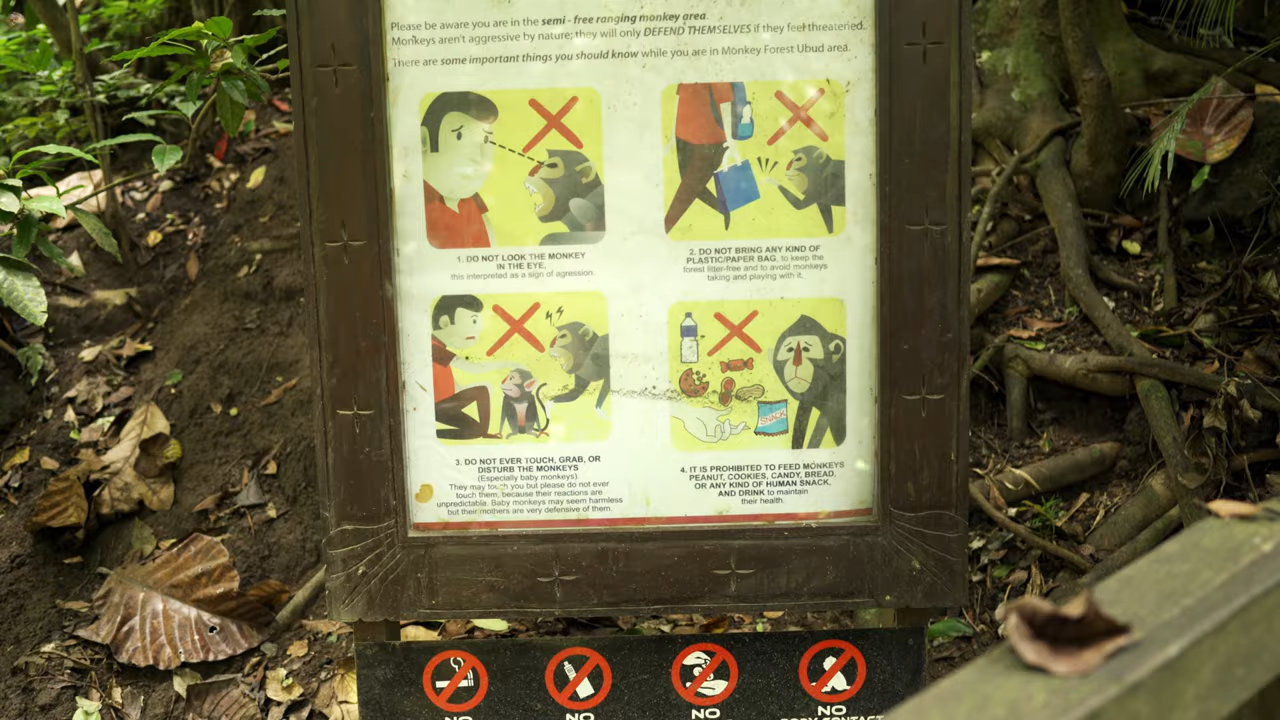 Please be aware you are in the semi - free ranging monkey area.
Monkeys aren't aggressive by nature; they will only DEFEND THEMSELVES if they feel threatened.
There are some important things you should know while you are in Monkey Forest Ubud area.
1. DO NOT LOOK THE MONKEY
IN THE EYE,
this interpreted as a sign of agression.
2. DO NOT BRING ANY KIND OF
PLASTIC/PAPER BAG, to keep the
forest litter-free and to avoid monkeys
taking and playing with it.
SNACK
3. DO NOT EVER TOUCH, GRAB, OR
DISTURB THE MONKEYS
(Especially baby monkeys).
They may touch you but please do not ever
touch them, because their reactions are
unpredictable. Baby monkeys may seem harmless
but their mothers are very defensive of them.
4. IT IS PROHIBITED TO FEED MONKEYS
PEANUT, COOKIES, CANDY, BREAD,
OR ANY KIND OF HUMAN SNACK,
AND DRINK to maintain
their health.
NO
NO
NO
NO
BODY CONTACT